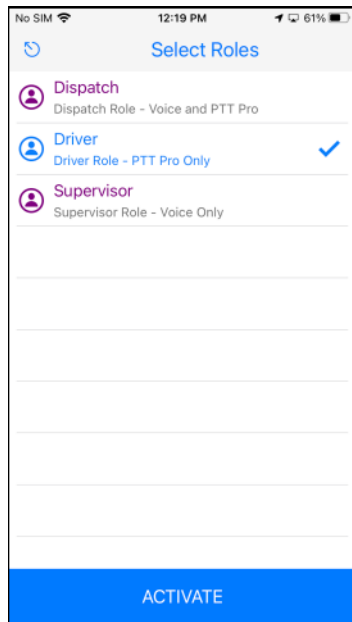 No SIM 12:19 PM 61%
Select Roles
Dispatch
Dispatch Role - Voice and PTT Pro
Driver
Driver Role - PTT Pro Only
Supervisor
Supervisor Role - Voice Only
ACTIVATE